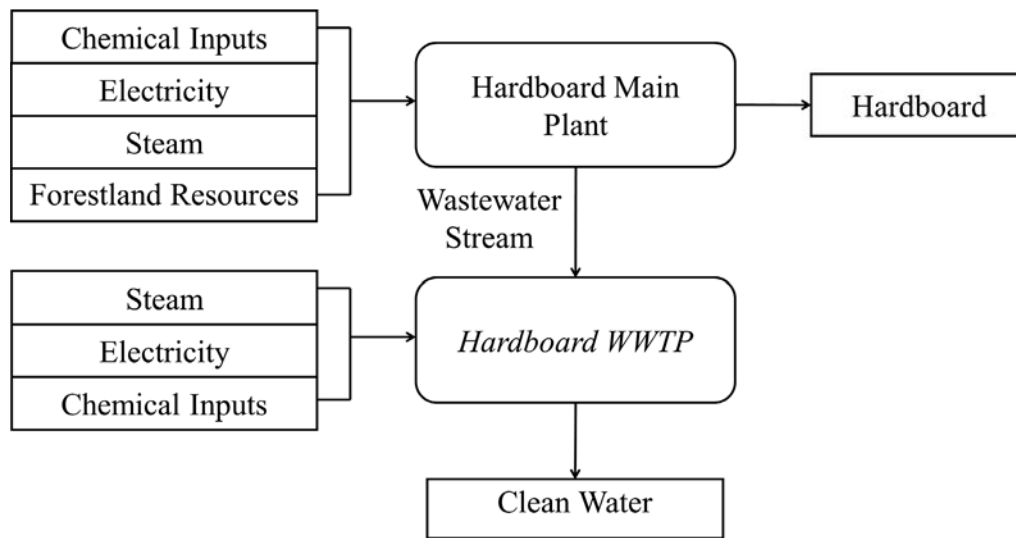 Chemical Inputs
Electricity
Steam
Forestland Resources
Hardboard Main
Plant
Hardboard
Wastewater
Stream
Steam
Electricity
Chemical Inputs
Hardboard WWTP
Clean Water